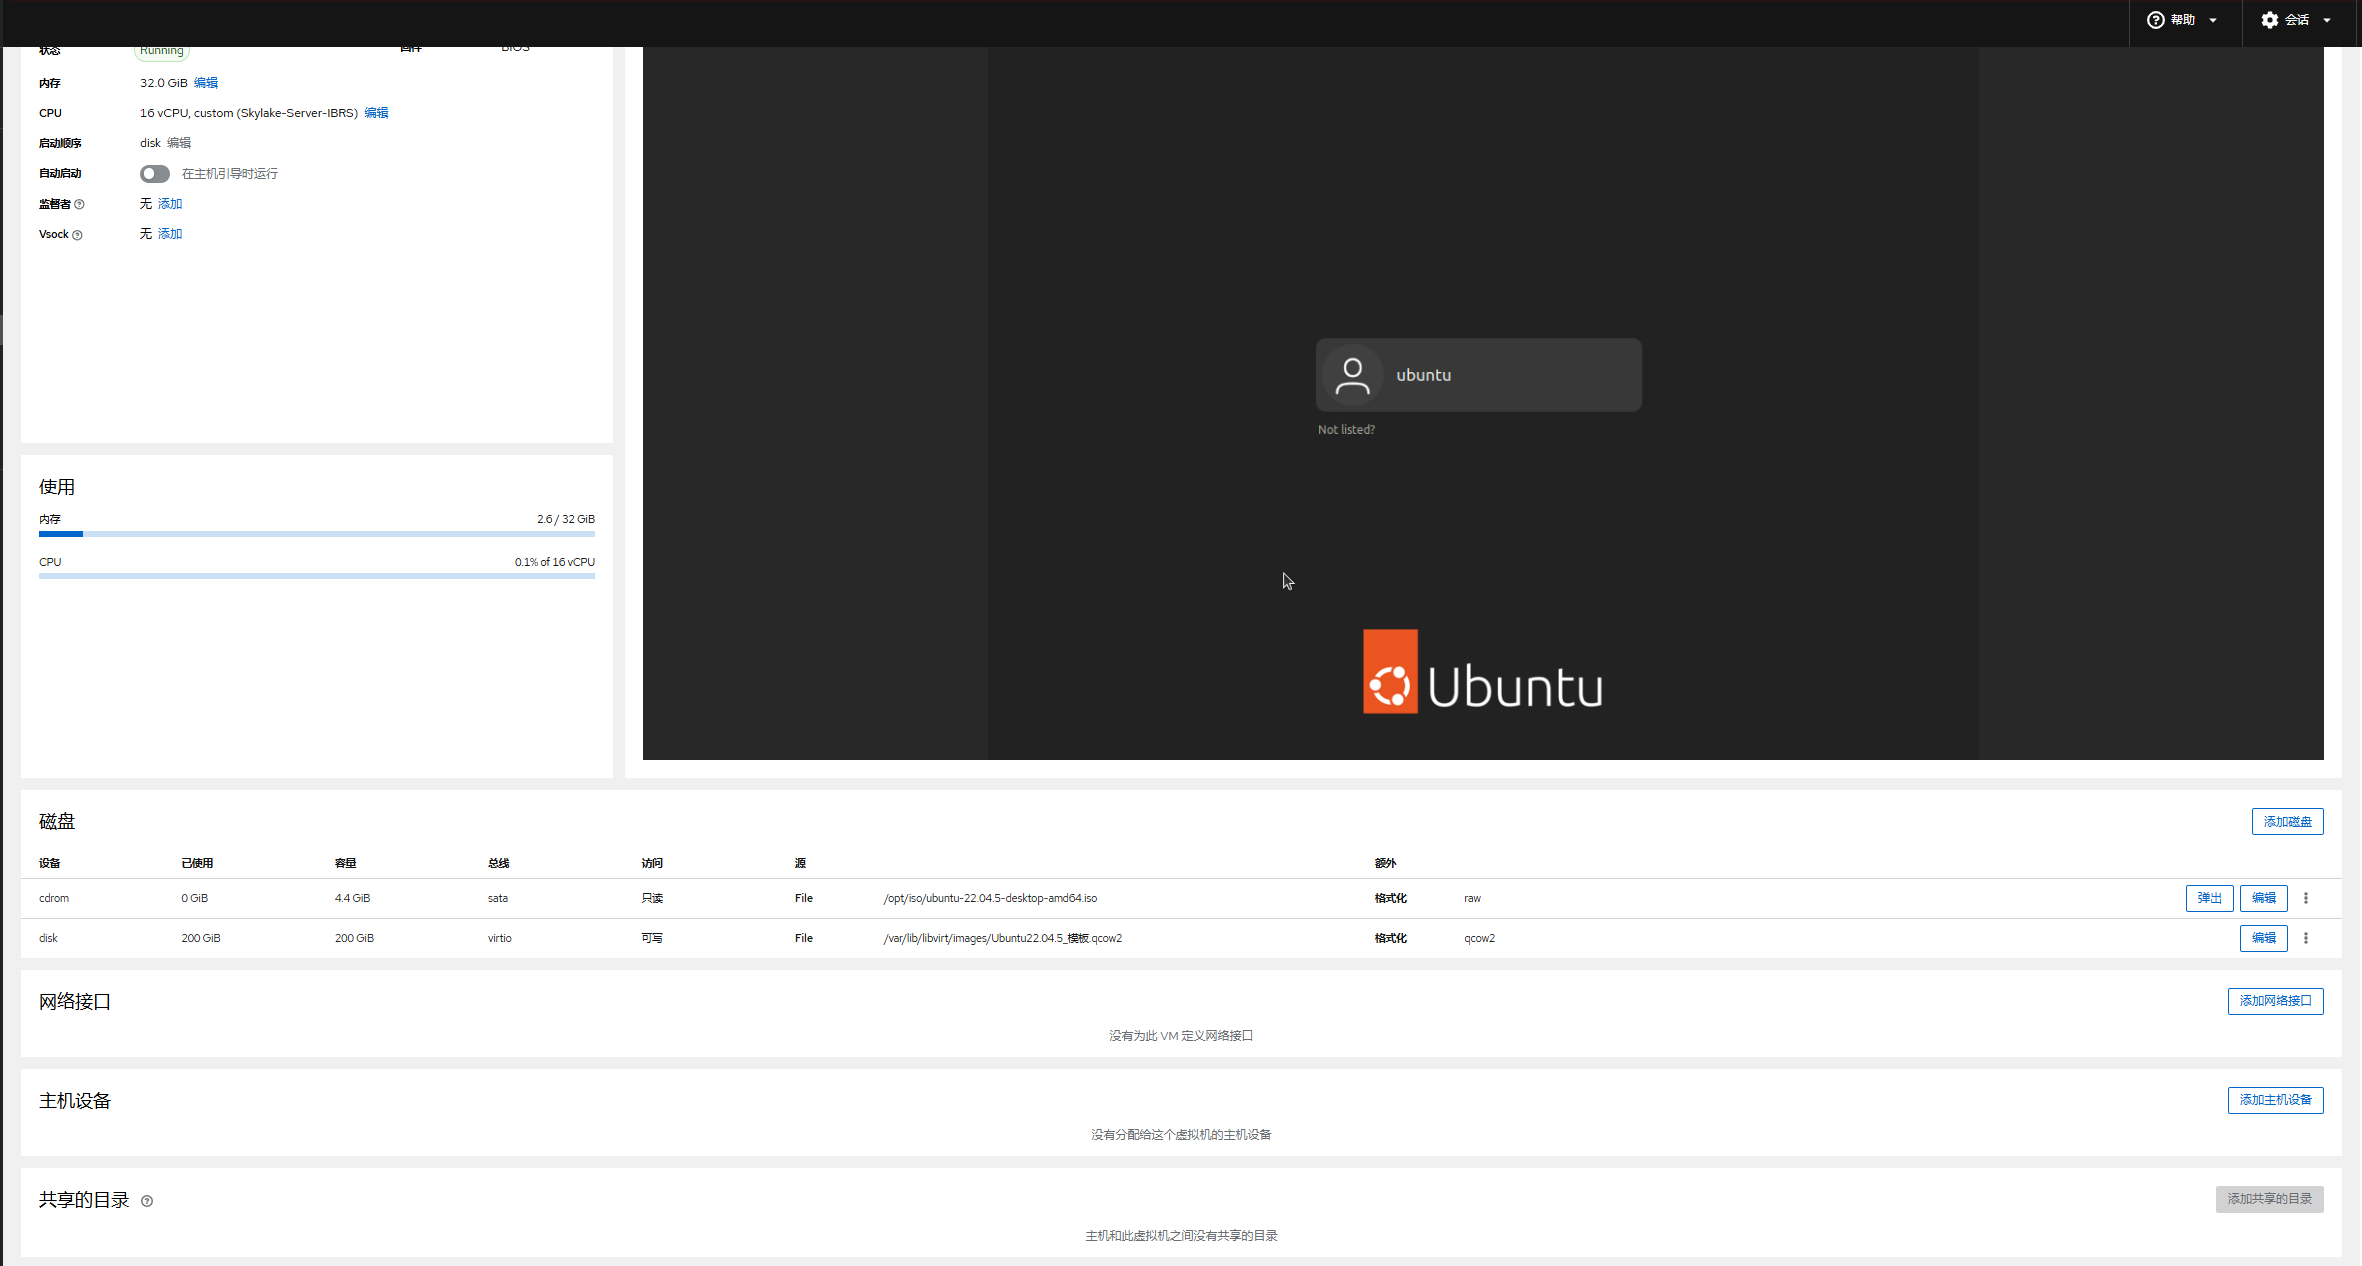 帮助
会话
状态 Running 固件 BIOS
内存 32.0 GiB 编辑
CPU 16 vCPU, custom (Skylake-Server-IBRS) 编辑
启动顺序 disk 编辑
自动启动 在主机引导时运行
监督者 无 添加
Vsock 无 添加
使用
内存 2.6 / 32 GiB
CPU 0.1% of 16 vCPU
ubuntu
Not listed?
Ubuntu
磁盘 添加磁盘
设备 已使用 容量 总线 访问 源 额外
cdrom 0 GiB 4.4 GiB sata 只读 File /opt/iso/ubuntu-22.04.5-desktop-amd64.iso 格式化 raw 弹出 编辑
disk 200 GiB 200 GiB virtio 可写 File /var/lib/libvirt/images/Ubuntu22.04.5_模板.qcow2 格式化 qcow2 编辑
网络接口 添加网络接口
没有为此 VM 定义网络接口
主机设备 添加主机设备
没有分配给这个虚拟机的主机设备
共享的目录 添加共享的目录
主机和此虚拟机之间没有共享的目录